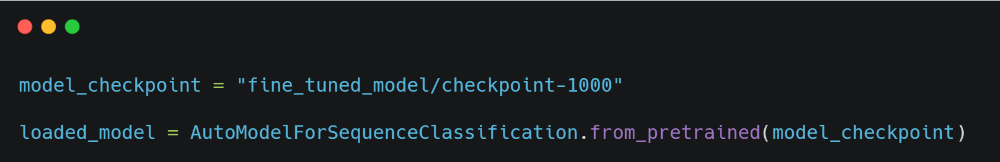 model_checkpoint = "fine_tuned_model/checkpoint-1000"
loaded_model = AutoModelForSequenceClassification.from_pretrained(model_checkpoint)